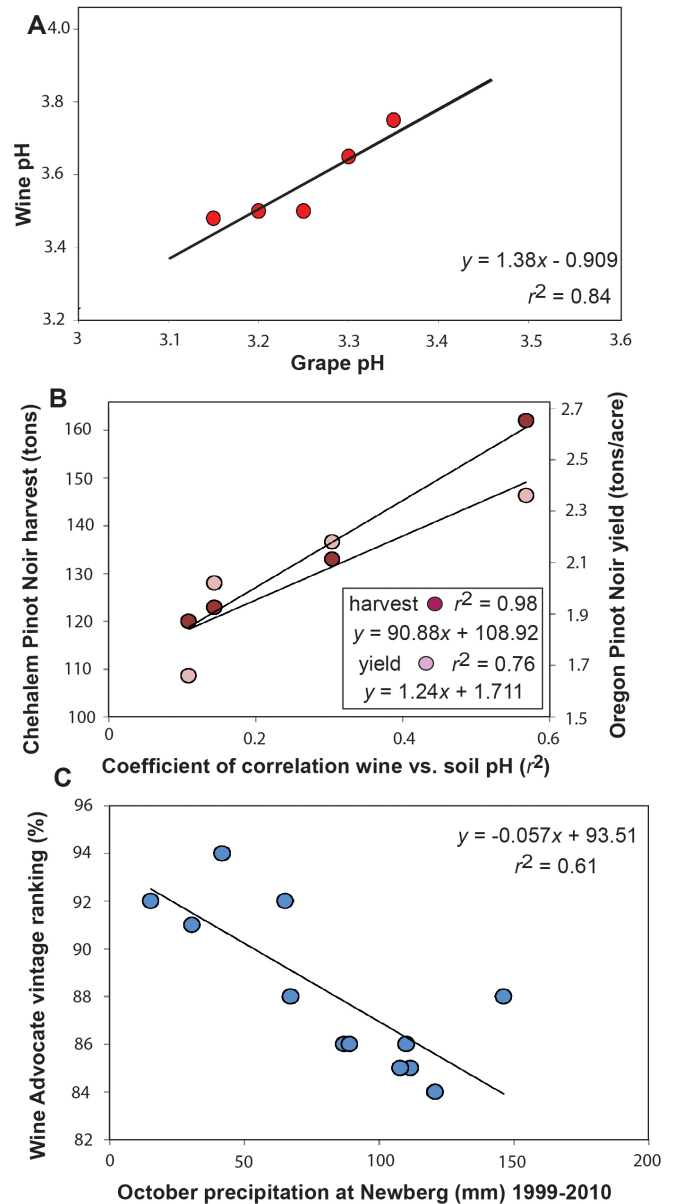 A
4.0
3.8
3.6
3.4
3.2
Wine pH
3
3.1
3.2
3.3
3.4
3.5
3.6
Grape pH
y = 1.38x - 0.909
r2 = 0.84
B
Chehalem Pinot Noir harvest (tons)
160
150
140
130
120
110
100
2.7
2.5
2.3
2.1
1.9
1.7
1.5
Oregon Pinot Noir yield (tons/acre)
harvest r2 = 0.98
y = 90.88x + 108.92
yield r2 = 0.76
y = 1.24x + 1.711
0
0.2
0.4
0.6
Coefficient of correlation wine vs. soil pH (r2)
C
Wine Advocate vintage ranking (%)
96
94
92
90
88
86
84
82
y = -0.057x + 93.51
r2 = 0.61
0
50
100
150
200
October precipitation at Newberg (mm) 1999-2010